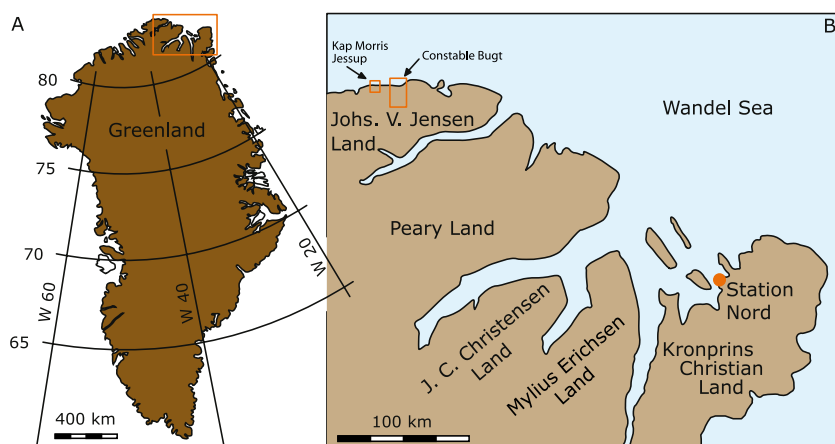 A
80
Greenland
75
70
65
W 60
W 40
W 20
400 km
B
Kap Morris
Jessup
Constable Bugt
Johs. V. Jensen
Land
Wandel Sea
Peary Land
Station
Nord
J. C. Christensen
Land
Mylius Erichsen
Land
Kronprins
Christian
Land
100 km